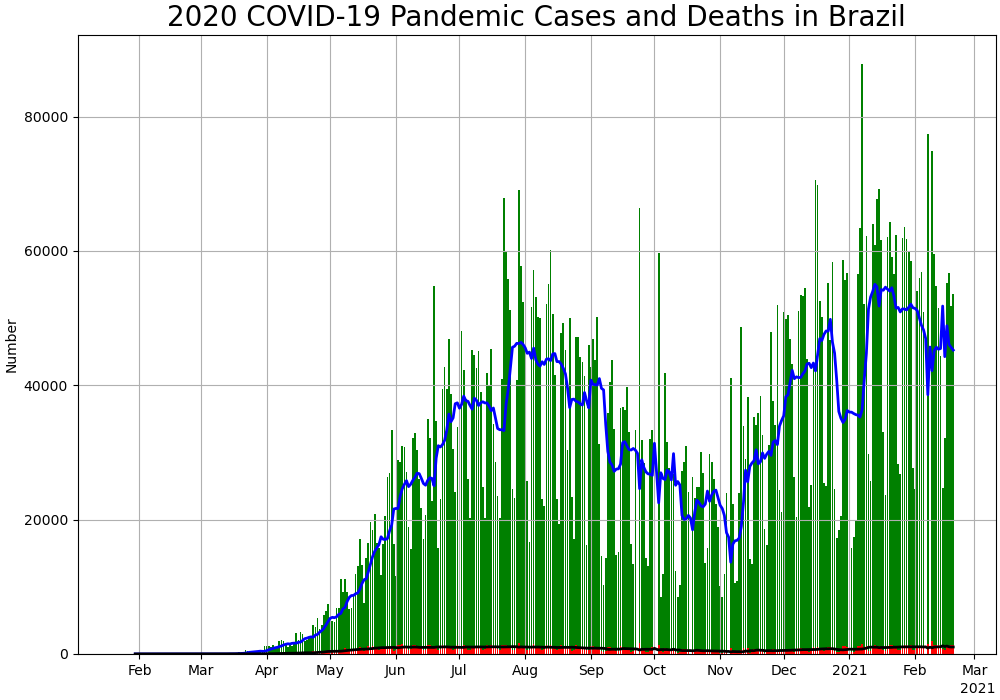 2020 COVID-19 Pandemic Cases and Deaths in Brazil
Number
80000
60000
40000
20000
0
Feb Mar Apr May Jun Jul Aug Sep Oct Nov Dec 2021 Feb Mar
2021